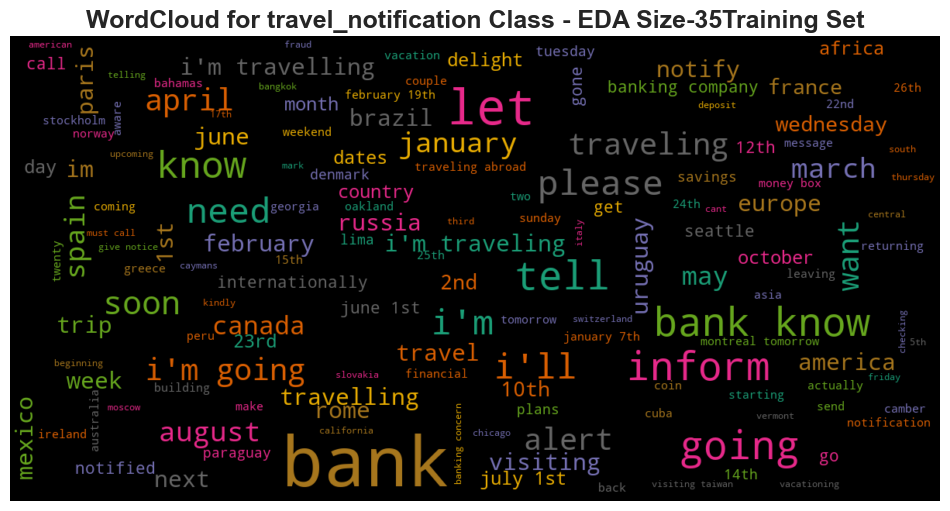 WordCloud for travel_notification Class - EDA Size-35Training Set
american
call
telling
paris
bahamas
i'm travelling
fraud
vacation
bangkok
delight
couple
february 19th
tuesday
gone
notify
banking company
africa
france
26th
deposit
22nd
april
17th
month
let
stockholm
norway
aware
june
weekend
brazil
january
traveling
wednesday
12th
message
south
day
im
upcoming
know
mark
dates
denmark
traveling abroad
please
savings
march
money box
thursday
spain
coming
must call
give notice
twenty
1st
need
georgia
country
oakland
russia
third
two
sunday
get
24th
cant
europe
central
february
lima
i'm traveling
25th
italy
uruguay
seattle
october
want
returning
greece
caymans
15th
internationally
tell
may
leaving
asia
soon
kindly
june 1st
2nd
tomorrow
switzerland
trip
peru
canada
23rd
i'm
january 7th
bank know
montreal tomorrow
checking
5th
beginning
week
building
i'm going
slovakia
travel
financial
i'll
10th
inform
america
actually
friday
coin
starting
mexico
australia
moscow
make
travelling
rome
california
plans
cuba
vermont
send
camber
notification
ireland
august
paraguay
bank
banking concern
chicago
alert
visiting
going
go
notified
next
july 1st
back
14th
visiting taiwan
vacationing